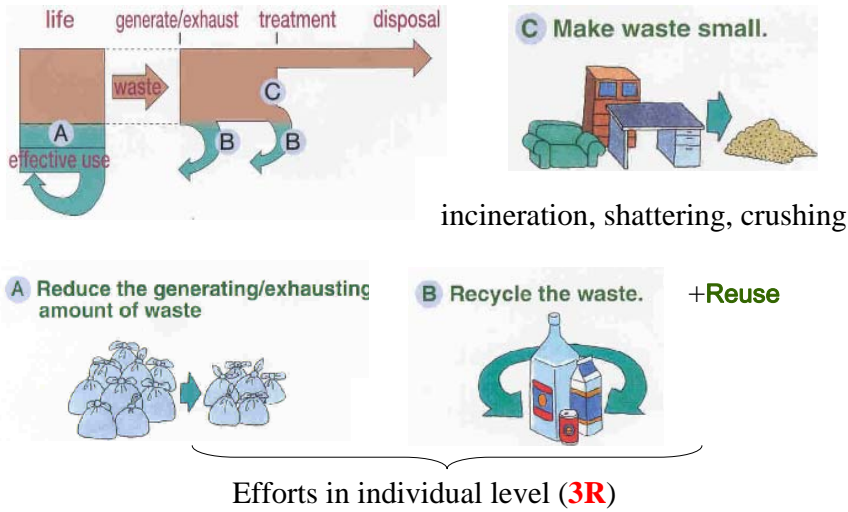 life generate/exhaust treatment disposal
waste
A
C
effective use
B
B
C Make waste small.
incineration, shattering, crushing
A Reduce the generating/exhausting
amount of waste
B Recycle the waste.
+Reuse
Efforts in individual level (3R)